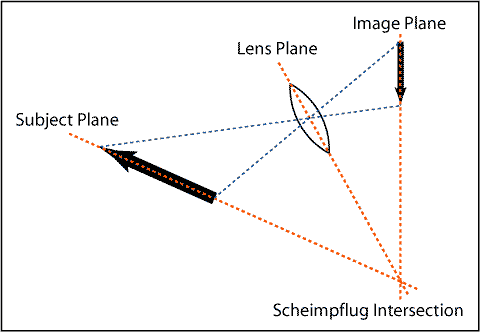 Image Plane
Lens Plane
Subject Plane
Scheimpflug Intersection